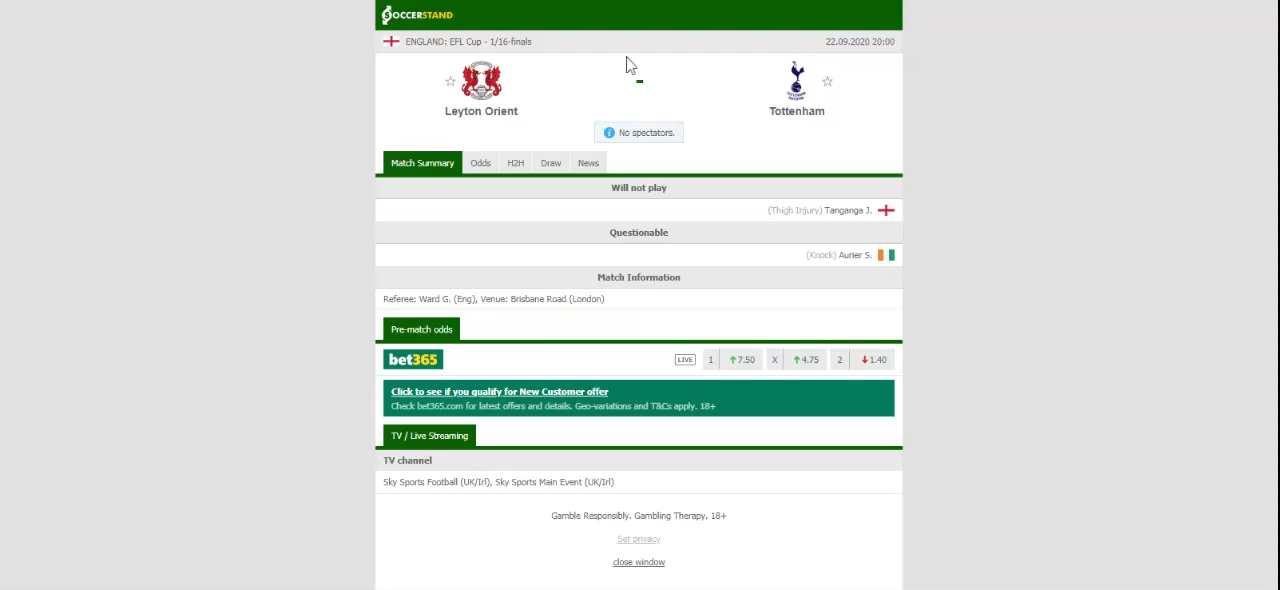 SOCCERSTAND
ENGLAND: EFL Cup - 1/16-finals 22.09.2020 20:00
Leyton Orient Tottenham
No spectators.
Match Summary Odds H2H Draw News
Will not play
(Thigh Injury) Tanganga J.
Questionable
(Knock) Aurier S.
Match Information
Referee: Ward G. (Eng), Venue: Brisbane Road (London)
Pre-match odds
bet365 LIVE 1 7.50 X 4.75 2 1.40
Click to see if you qualify for New Customer offer
Check bet365.com for latest offers and details. Geo-variations and T&Cs apply. 18+
TV / Live Streaming
TV channel
Sky Sports Football (UK/Irl), Sky Sports Main Event (UK/Irl)
Gamble Responsibly. Gambling Therapy. 18+
Set privacy
close window